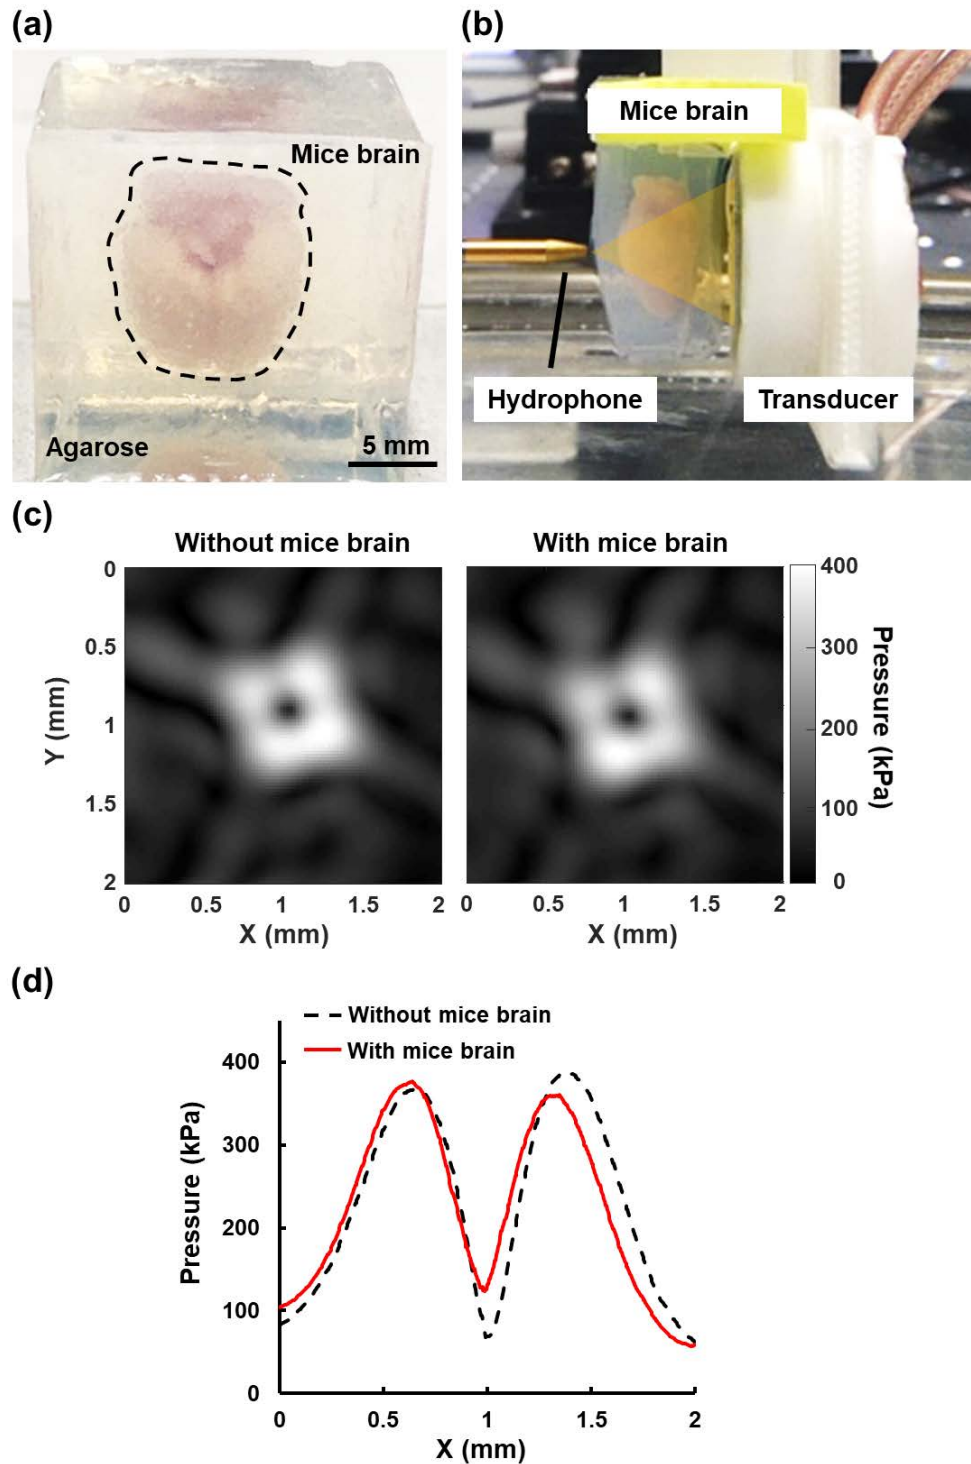 (a)
Mice brain
Agarose
5 mm
(b)
Mice brain
Hydrophone
Transducer
(c)
Without mice brain
With mice brain
0
0.5
1
1.5
2
Y (mm)
0 0.5 1 1.5 2
X (mm)
0 0.5 1 1.5 2
X (mm)
400
300
200
100
0
Pressure (kPa)
(d)
Without mice brain
With mice brain
400
300
200
100
0
Pressure (kPa)
0 0.5 1 1.5 2
X (mm)